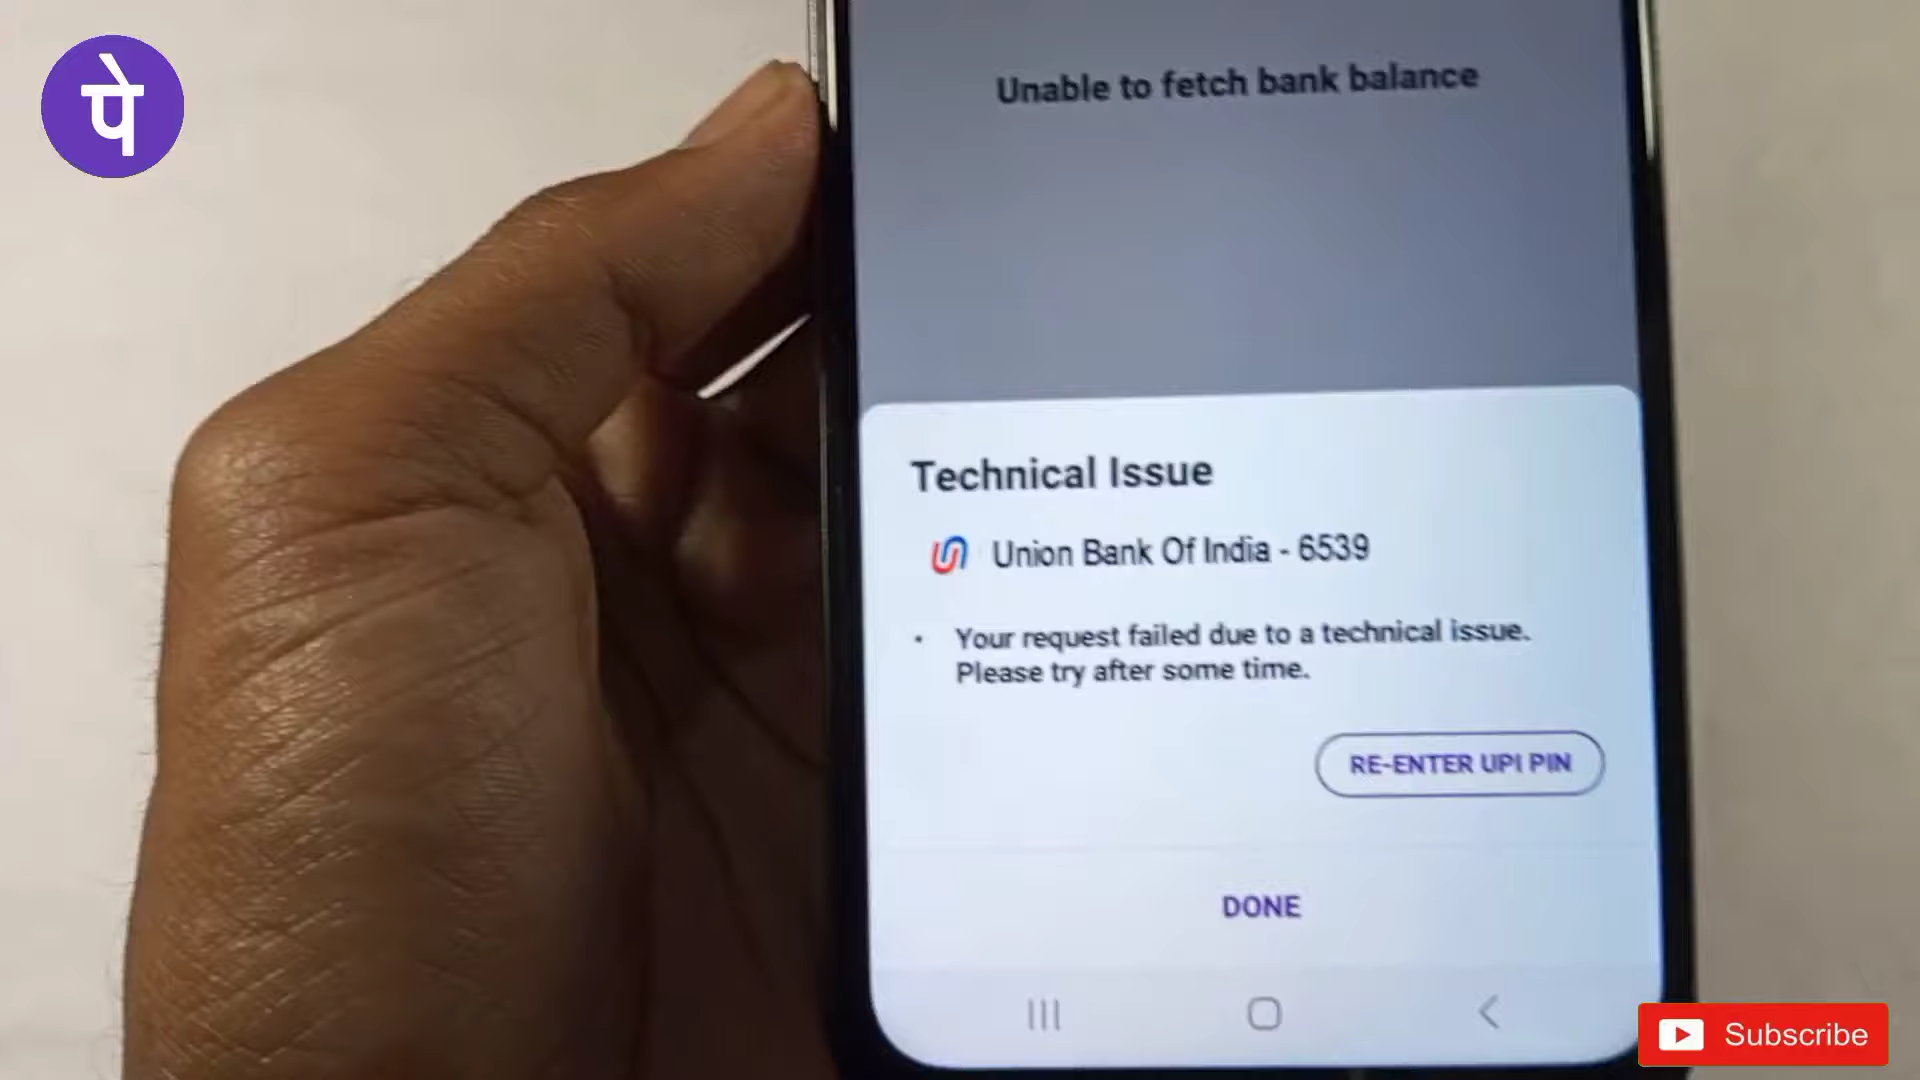 पे
Unable to fetch bank balance
Technical Issue
Union Bank Of India - 6539
• Your request failed due to a technical issue.
Please try after some time.
RE-ENTER UPI PIN
DONE
Subscribe